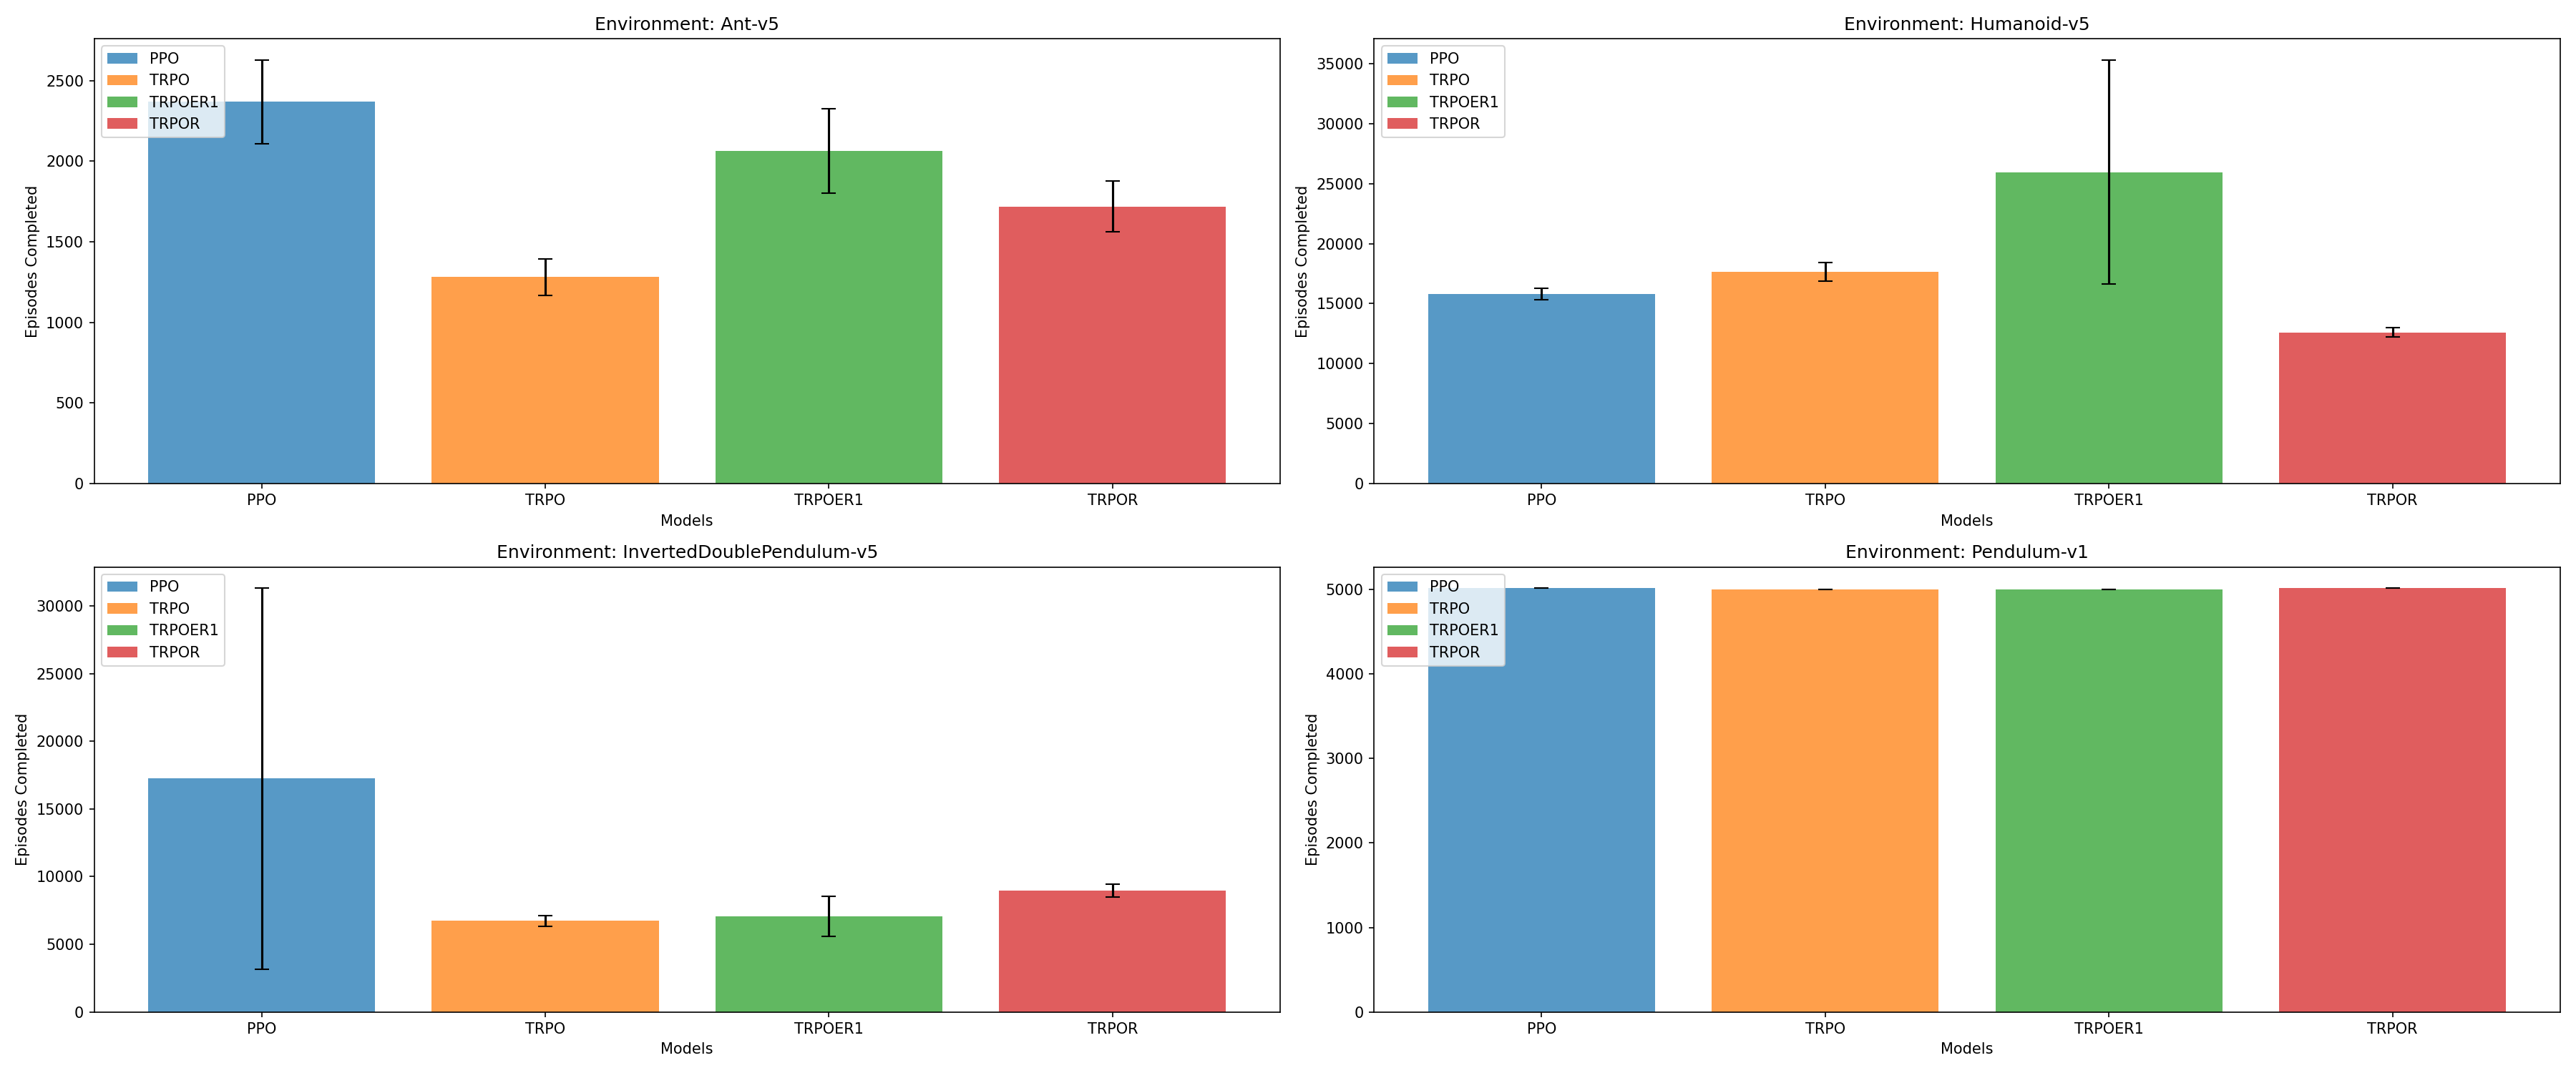 Environment: Ant-v5
PPO
TRPO
TRPOER1
TRPOR
Episodes Completed
2500
2000
1500
1000
500
0
PPO TRPO TRPOER1 TRPOR
Models
Environment: Humanoid-v5
PPO
TRPO
TRPOER1
TRPOR
Episodes Completed
35000
30000
25000
20000
15000
10000
5000
0
PPO TRPO TRPOER1 TRPOR
Models
Environment: InvertedDoublePendulum-v5
PPO
TRPO
TRPOER1
TRPOR
Episodes Completed
30000
25000
20000
15000
10000
5000
0
PPO TRPO TRPOER1 TRPOR
Models
Environment: Pendulum-v1
PPO
TRPO
TRPOER1
TRPOR
Episodes Completed
5000
4000
3000
2000
1000
0
PPO TRPO TRPOER1 TRPOR
Models